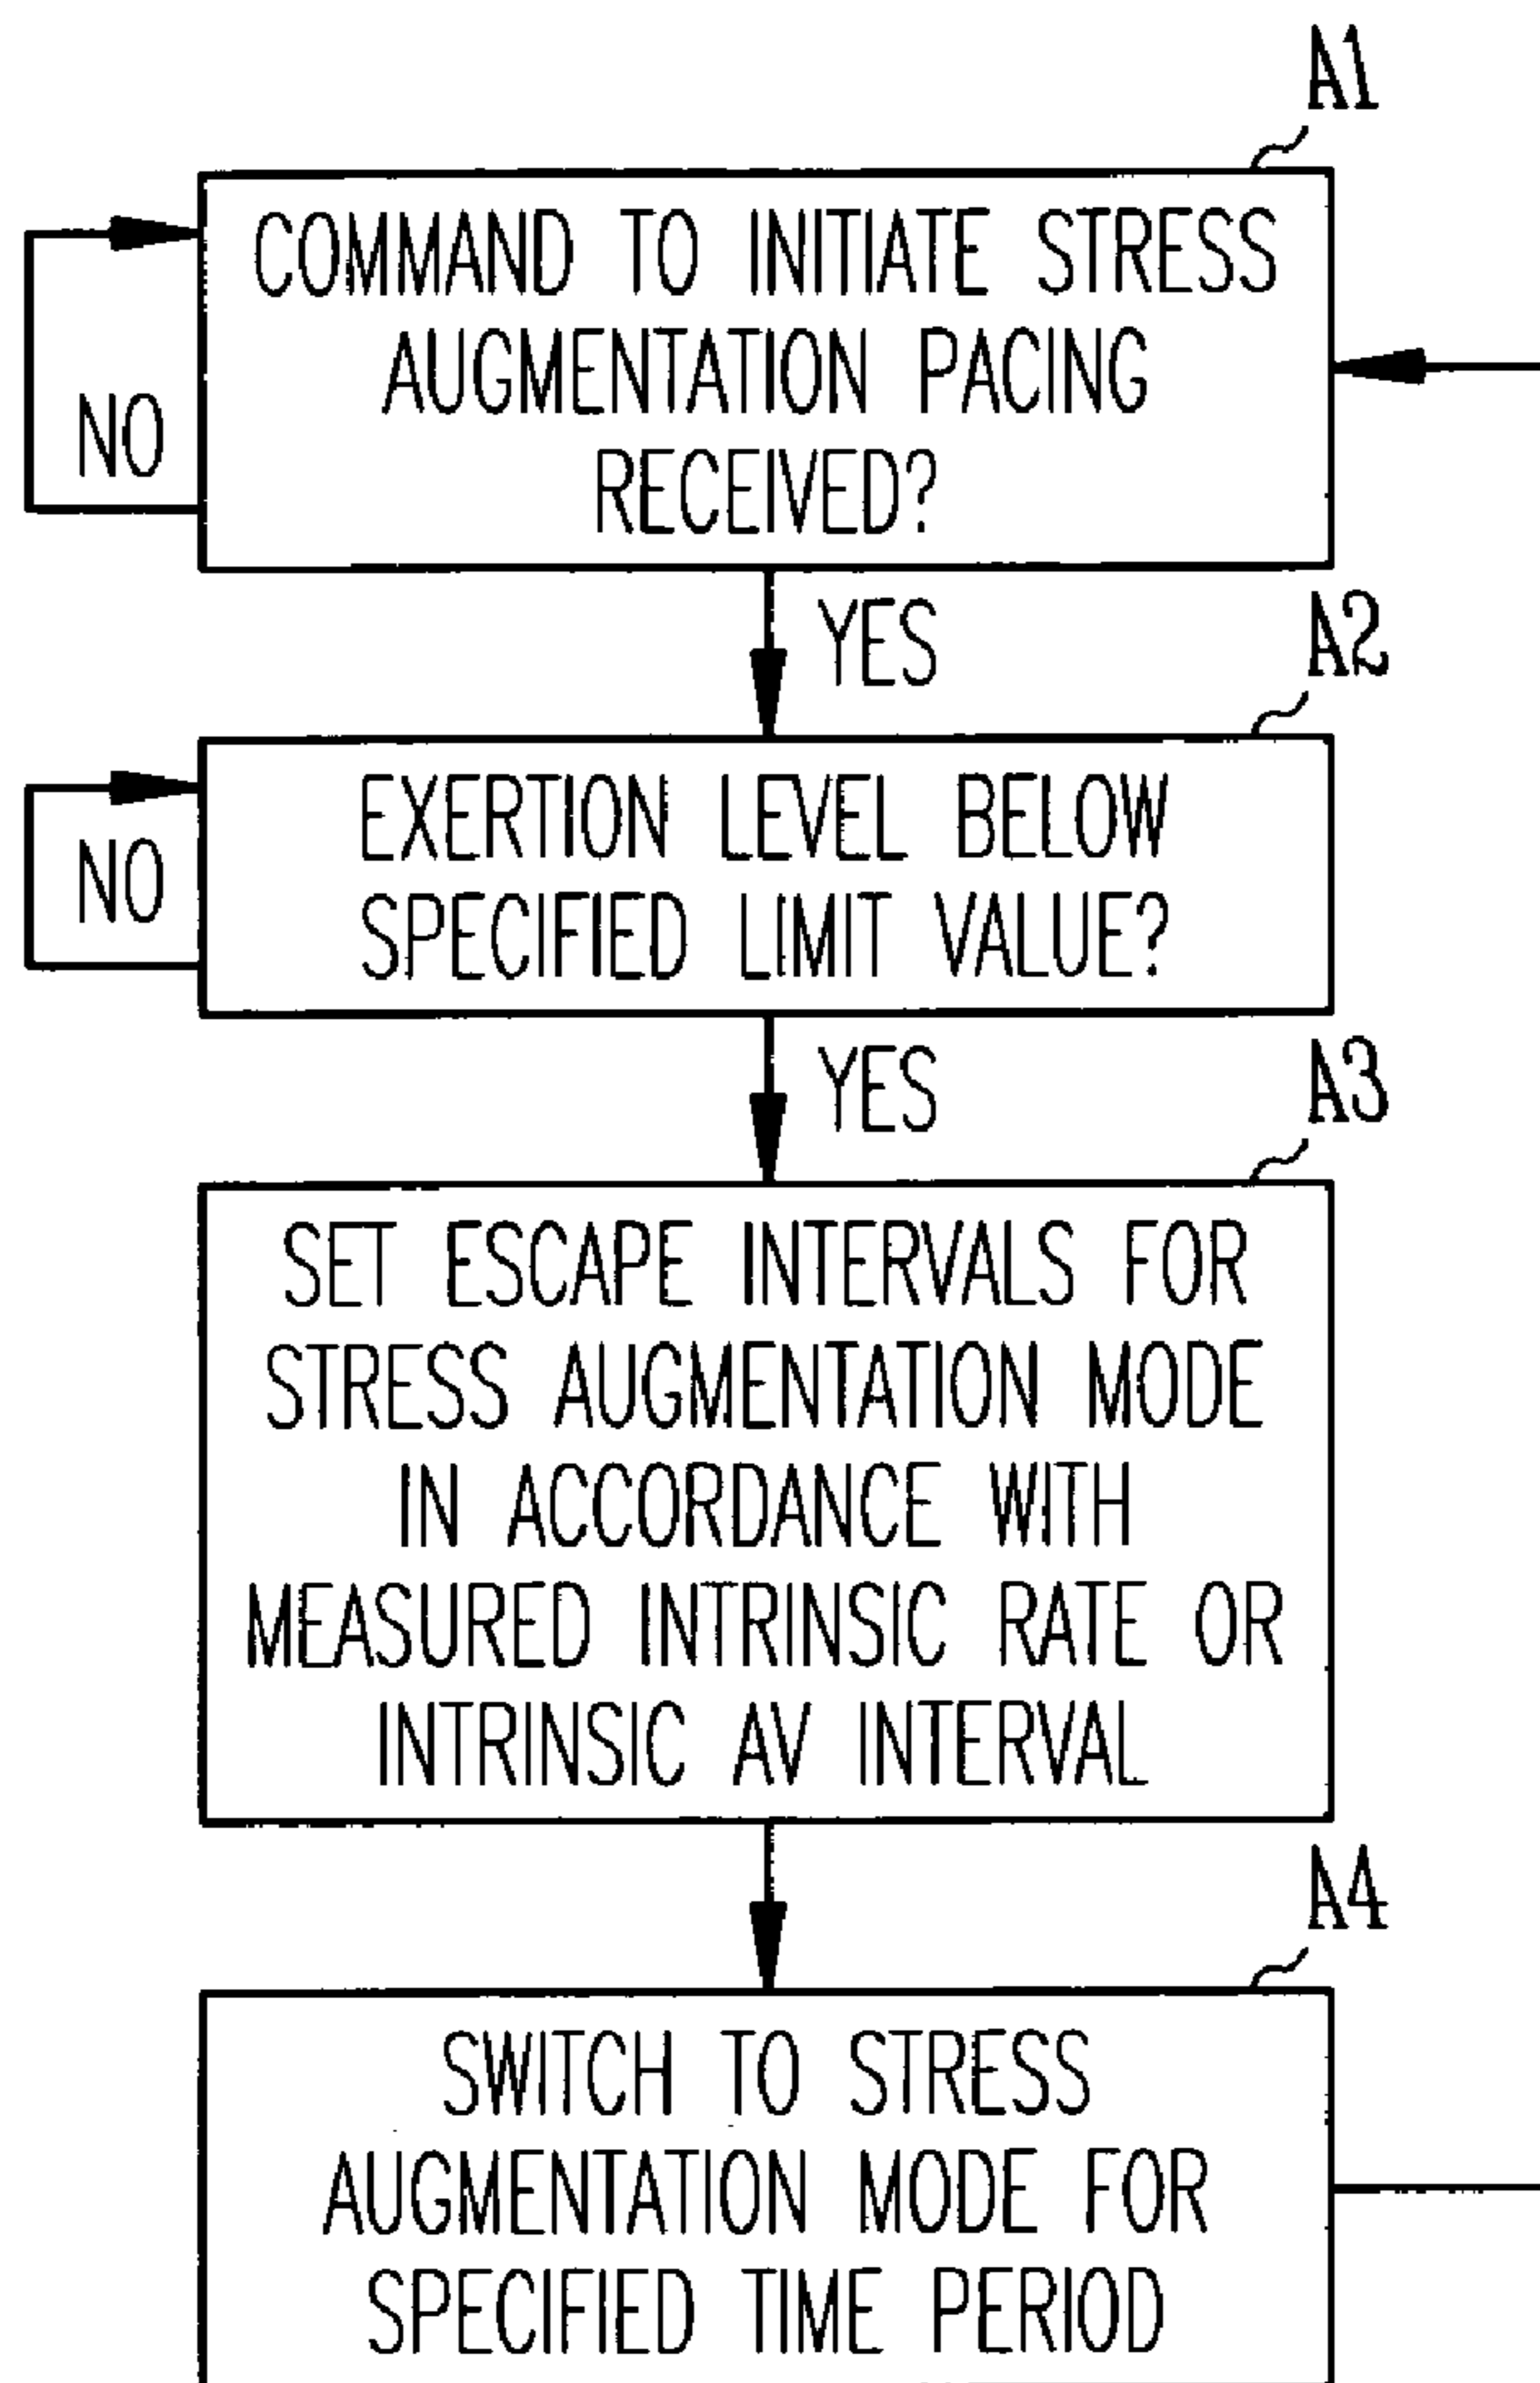 A1
COMMAND TO INITIATE STRESS
AUGMENTATION PACING
RECEIVED?
NO
YES
A2
EXERTION LEVEL BELOW
SPECIFIED LIMIT VALUE?
NO
YES
A3
SET ESCAPE INTERVALS FOR
STRESS AUGMENTATION MODE
IN ACCORDANCE WITH
MEASURED INTRINSIC RATE OR
INTRINSIC AV INTERVAL
A4
SWITCH TO STRESS
AUGMENTATION MODE FOR
SPECIFIED TIME PERIOD